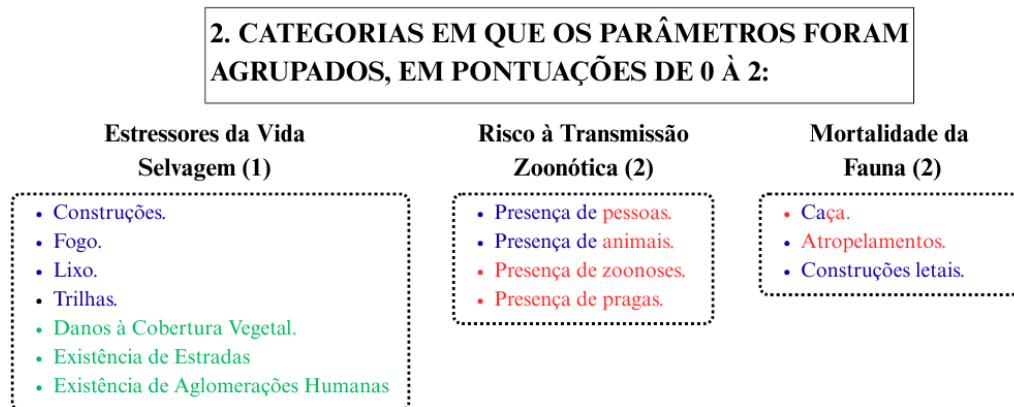 2. CATEGORIAS EM QUE OS PARÂMETROS FORAM
AGRUPADOS, EM PONTUAÇÕES DE 0 À 2:
Estressores da Vida
Selvagem (1)
• Construções.
• Fogo.
• Lixo.
• Trilhas.
• Danos à Cobertura Vegetal.
• Existência de Estradas
• Existência de Aglomerações Humanas
Risco à Transmissão
Zoonótica (2)
• Presença de pessoas.
• Presença de animais.
• Presença de zoonoses.
• Presença de pragas.
Mortalidade da
Fauna (2)
• Caça.
• Atropelamentos.
• Construções letais.